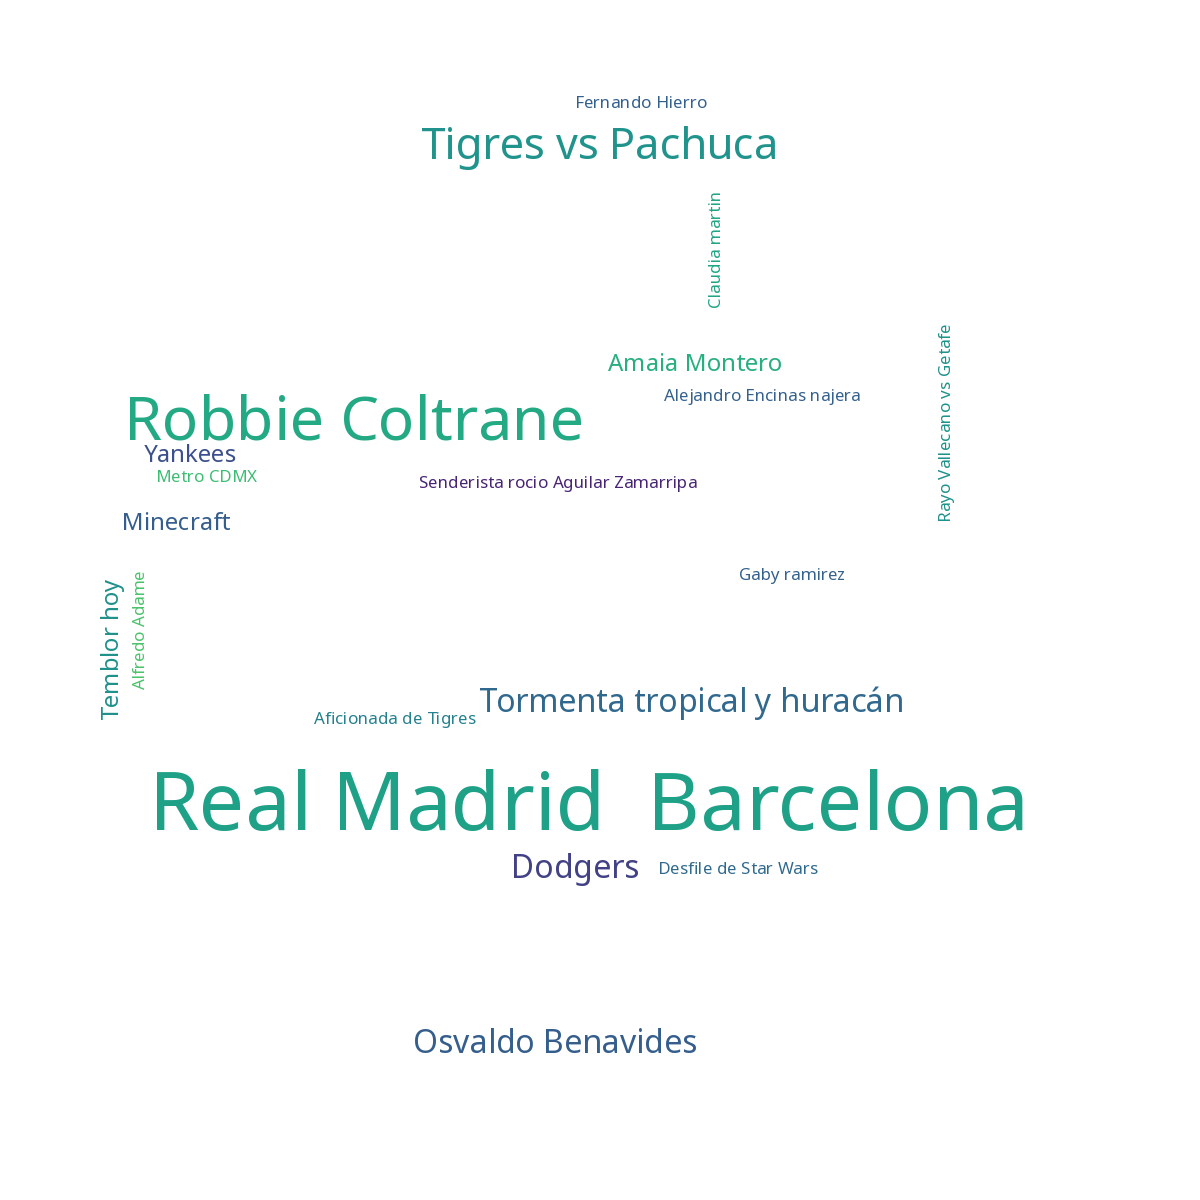 Fernando Hierro
Tigres vs Pachuca
Claudia martin
Rayo Vallecano vs Getafe
Amaia Montero
Alejandro Encinas najera
Robbie Coltrane
Yankees
Metro CDMX
Senderista rocio Aguilar Zamarripa
Minecraft
Gaby ramirez
Temblor hoy
Alfredo Adame
Tormenta tropical y huracán
Aficionada de Tigres
Real Madrid  Barcelona
Dodgers
Desfile de Star Wars
Osvaldo Benavides